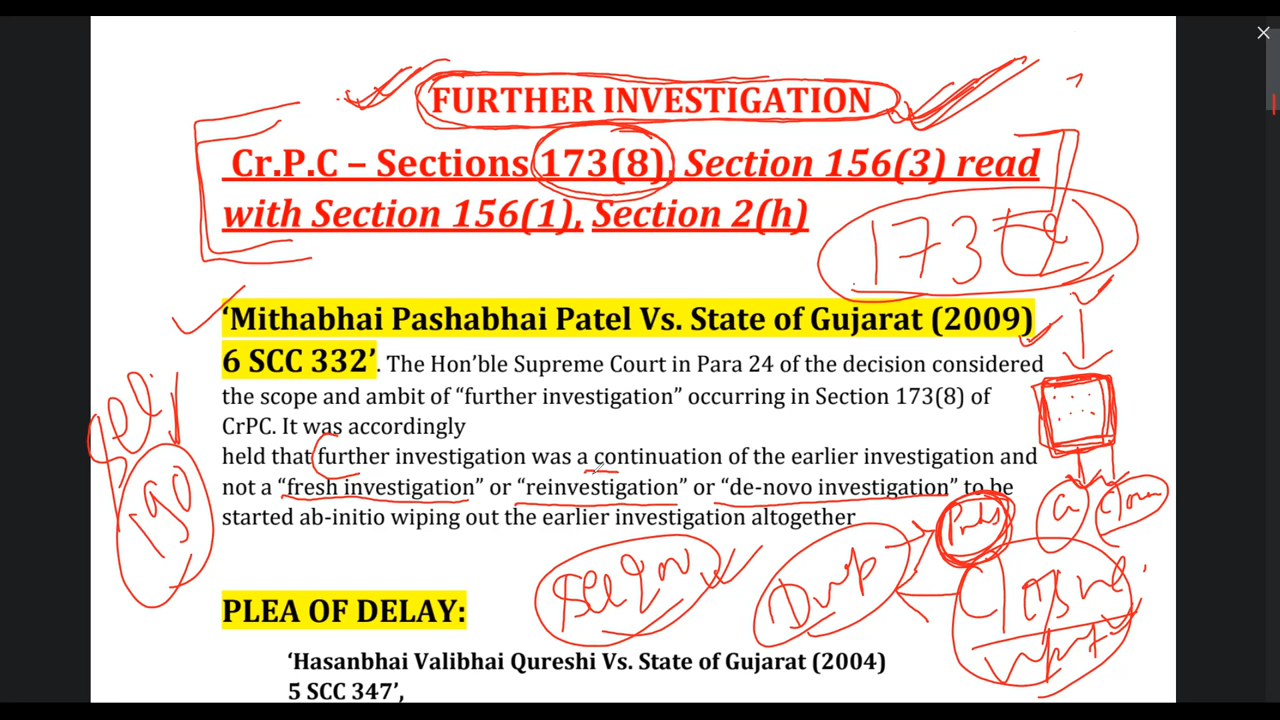 FURTHER INVESTIGATION
Cr.P.C – Sections 173(8), Section 156(3) read
with Section 156(1), Section 2(h)
173
‘Mithabhai Pashabhai Patel Vs. State of Gujarat (2009)
6 SCC 332’. The Hon’ble Supreme Court in Para 24 of the decision considered
the scope and ambit of “further investigation” occurring in Section 173(8) of
CrPC. It was accordingly
held that further investigation was a continuation of the earlier investigation and
not a “fresh investigation” or “reinvestigation” or “de-novo investigation” to be
started ab-initio wiping out the earlier investigation altogether
190
PLEA OF DELAY:
‘Hasanbhai Valibhai Qureshi Vs. State of Gujarat (2004)
5 SCC 347’,